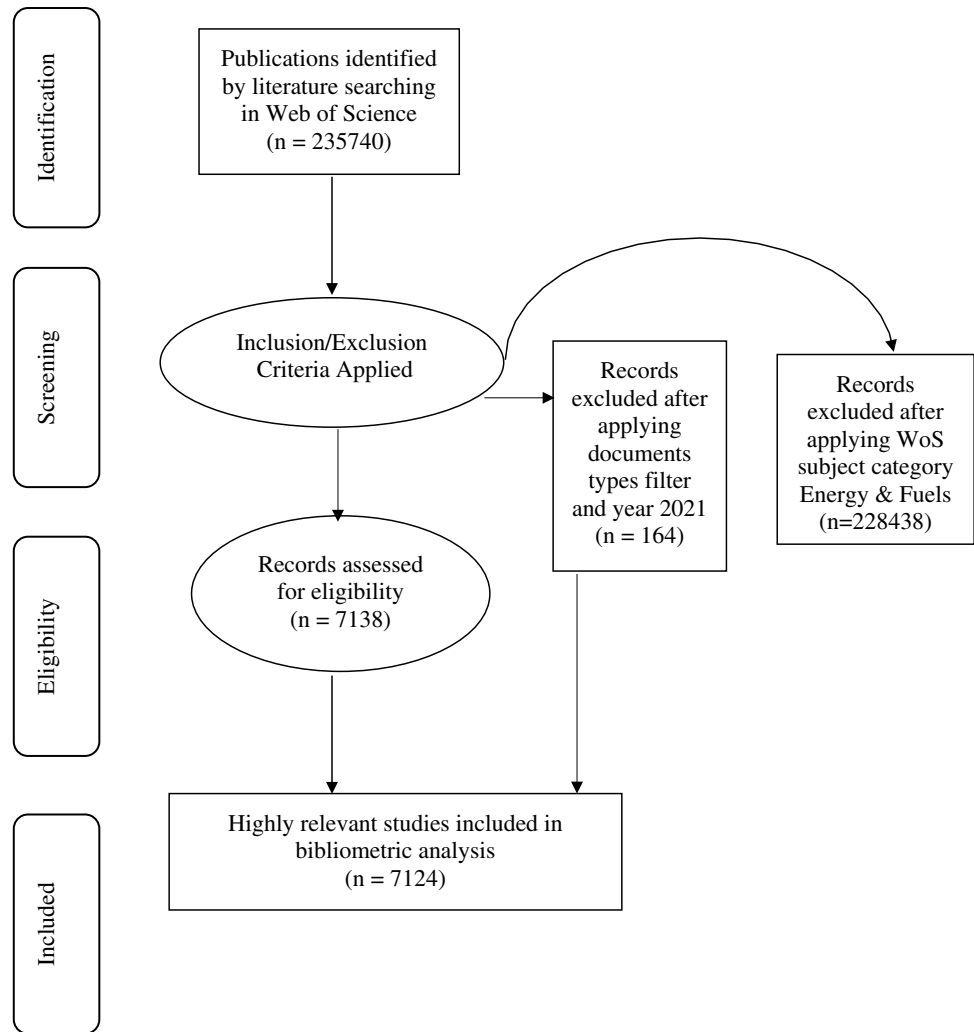 Identification
Publications identified
by literature searching
in Web of Science
(n = 235740)
Screening
Inclusion/Exclusion
Criteria Applied
Records
excluded after
applying
documents
types filter
and year 2021
(n = 164)
Records
excluded after
applying WoS
subject category
Energy & Fuels
(n=228438)
Eligibility
Records assessed
for eligibility
(n = 7138)
Included
Highly relevant studies included in
bibliometric analysis
(n = 7124)